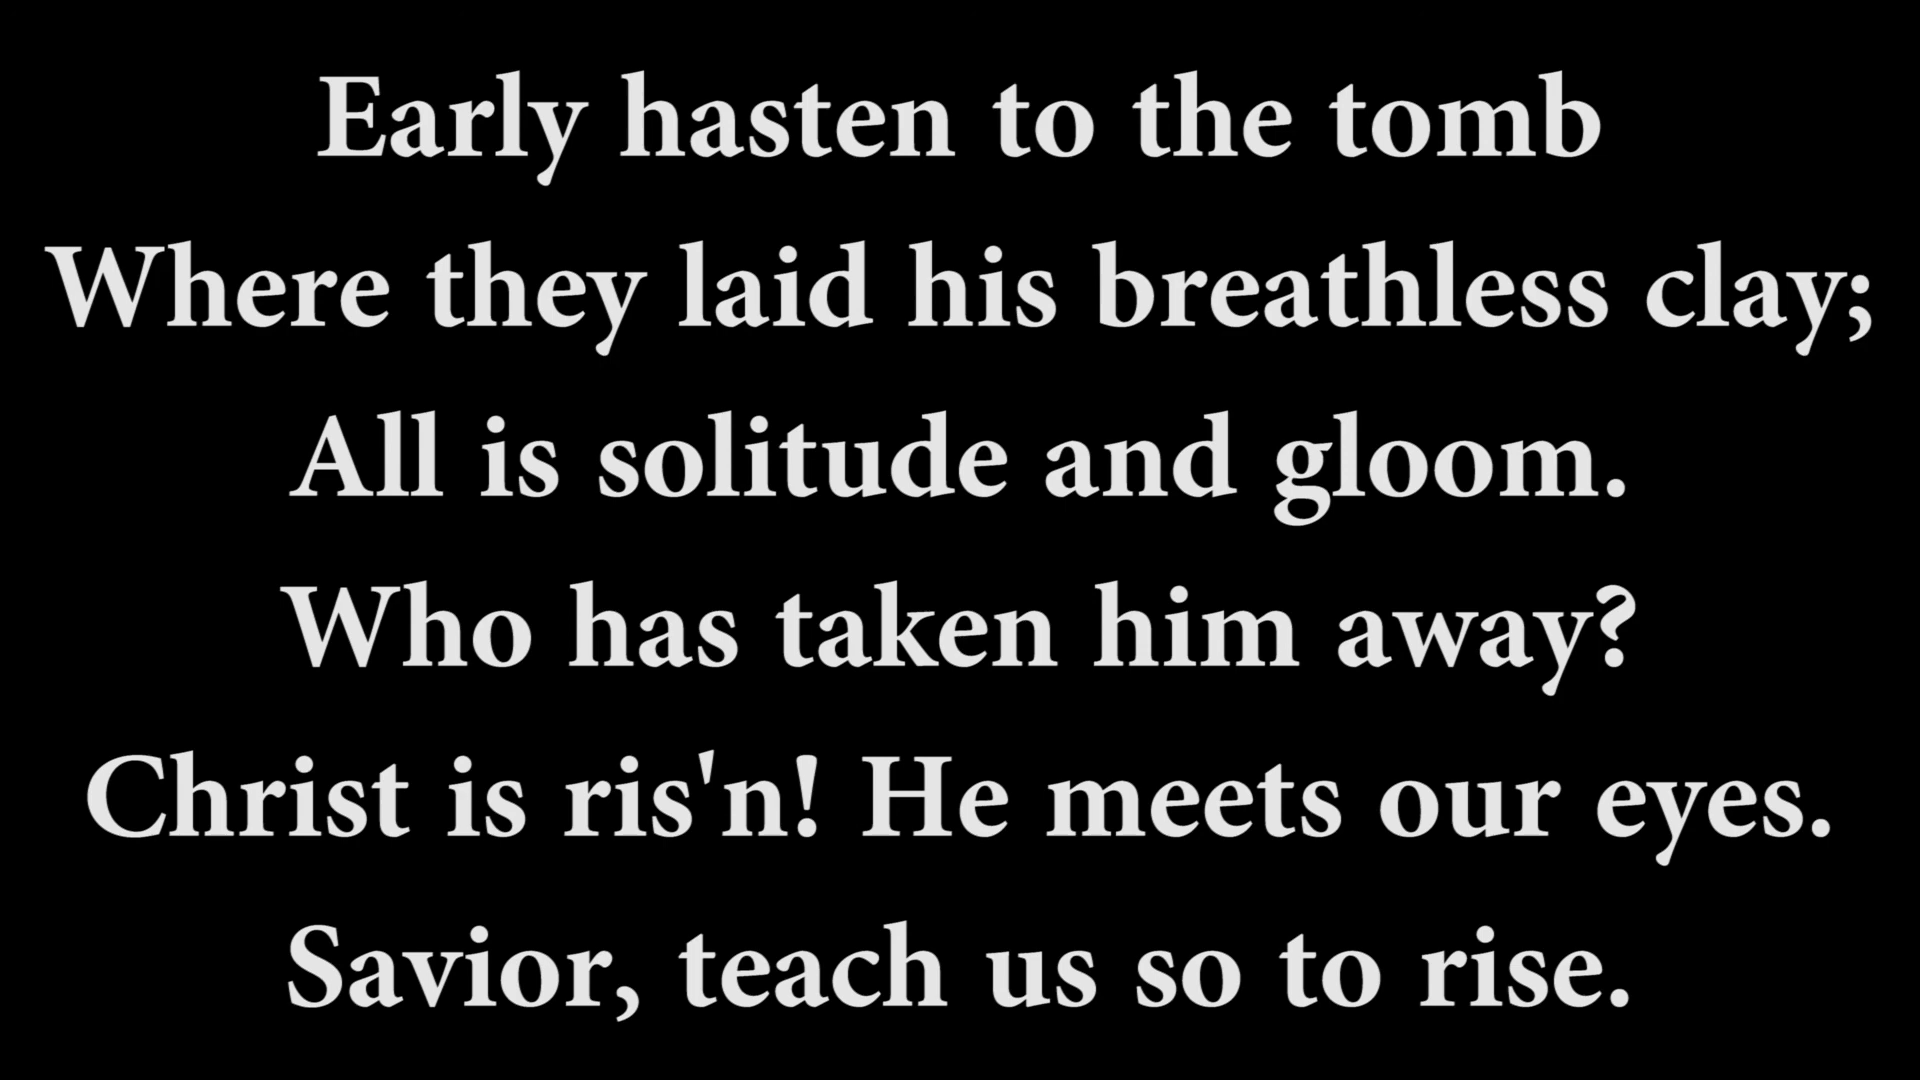 Early hasten to the tomb
Where they laid his breathless clay;
All is solitude and gloom.
Who has taken him away?
Christ is ris'n! He meets our eyes.
Savior, teach us so to rise.